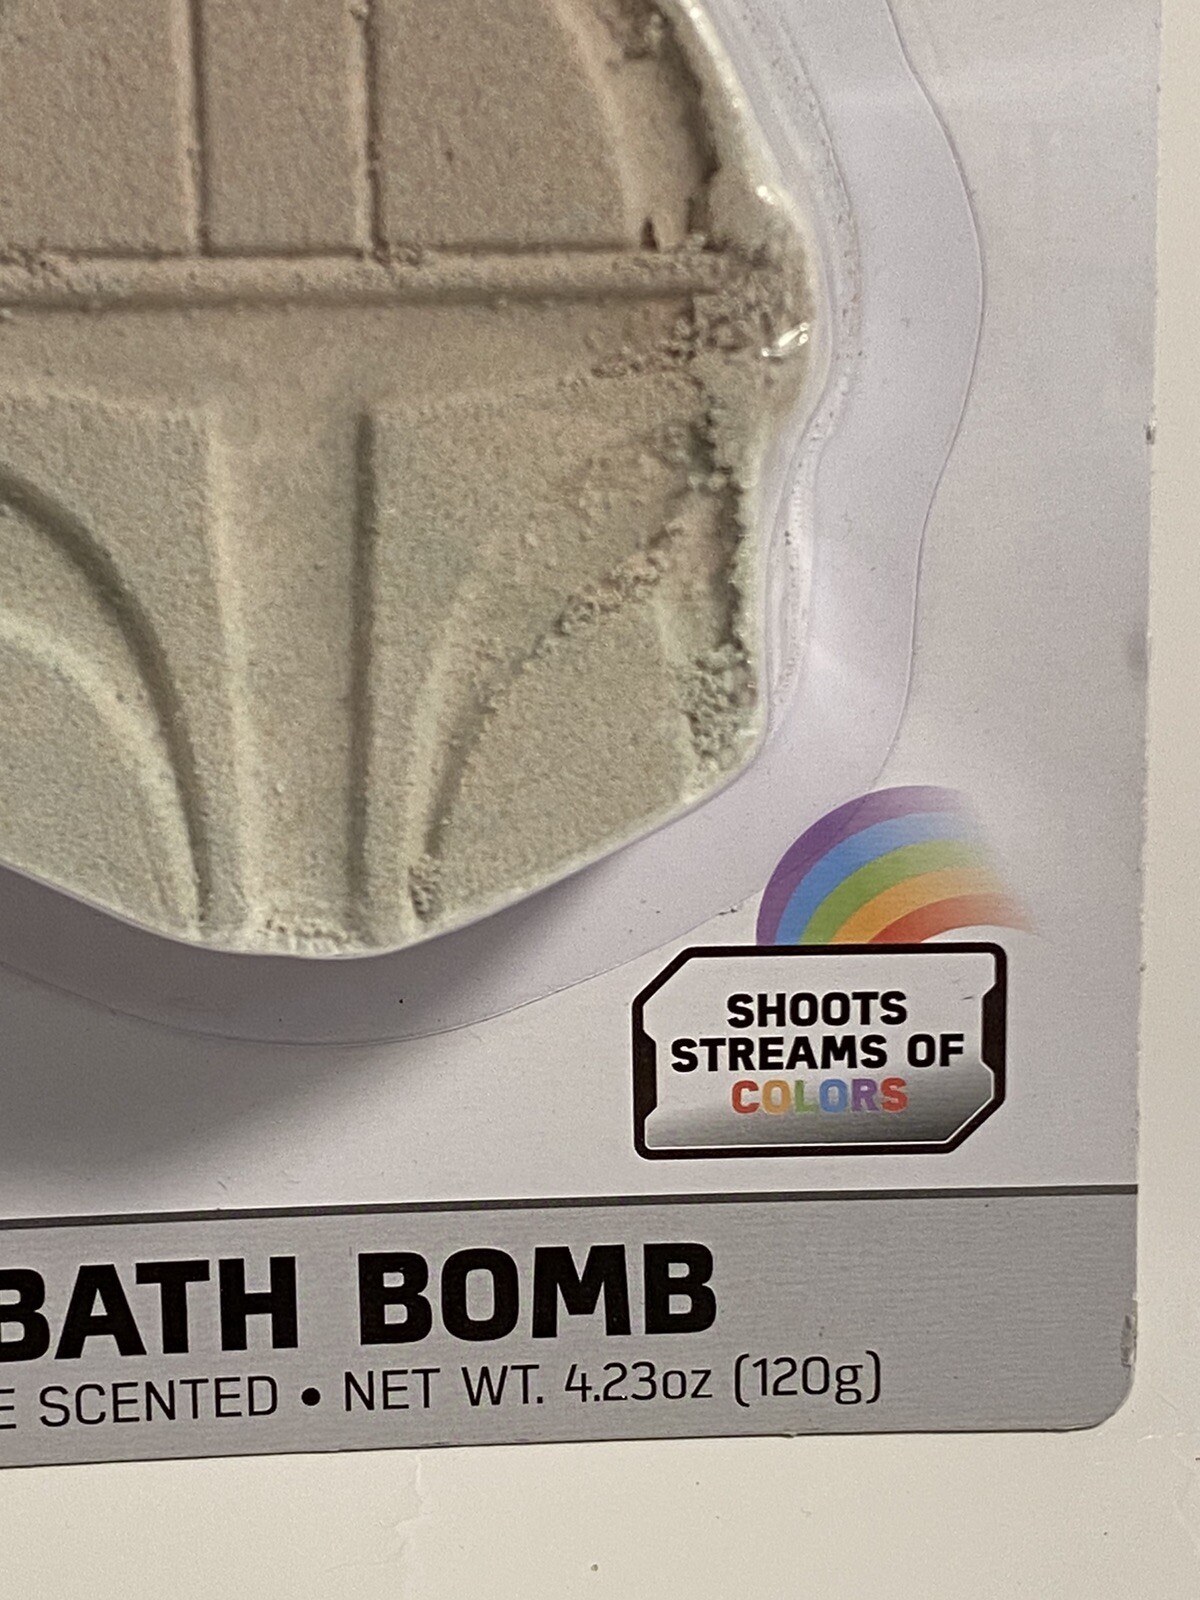 SHOOTS
STREAMS OF
COLORS
BATH BOMB
E SCENTED • NET WT. 4.23oz (120g)